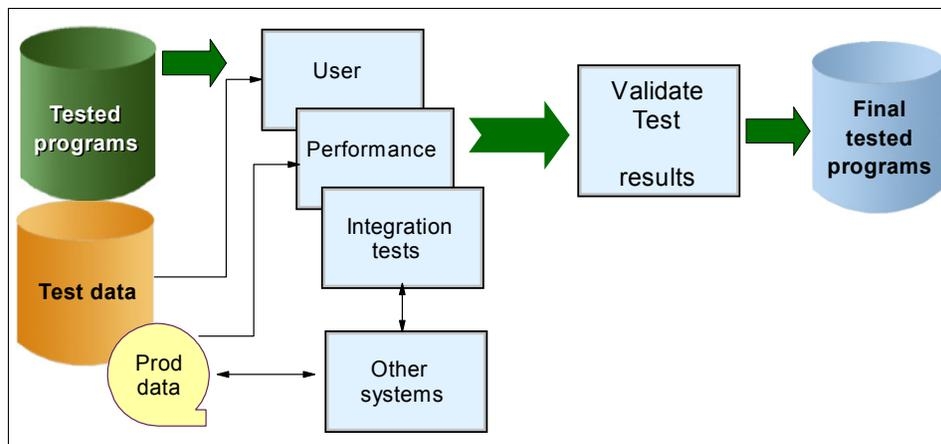 Tested
programs
Test data
Prod
data
User
Performance
Integration
tests
Other
systems
Validate
Test
results
Final
tested
programs